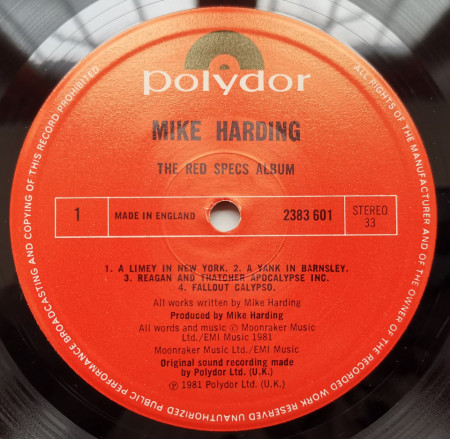 polydor
MIKE HARDING
THE RED SPECS ALBUM
1
MADE IN ENGLAND
2383 601
STEREO
33
1. A LIMEY IN NEW YORK. 2. A YANK IN BARNSLEY.
3. REAGAN AND THATCHER APOCALYPSE INC.
4. FALLOUT CALYPSO.
All works written by Mike Harding
Produced by Mike Harding
All words and music © Moonraker Music
Ltd./EMI Music 1981
Moonraker Music Ltd./EMI Music Ltd.
Original sound recording made
by Polydor Ltd. (U.K.)
℗ 1981 Polydor Ltd. (U.K.)
ALL RIGHTS OF THE MANUFACTURER AND OF THE OWNER OF THE RECORDED WORK RESERVED UNAUTHORIZED PUBLIC PERFORMANCE BROADCASTING AND COPYING OF THIS RECORD PROHIBITED